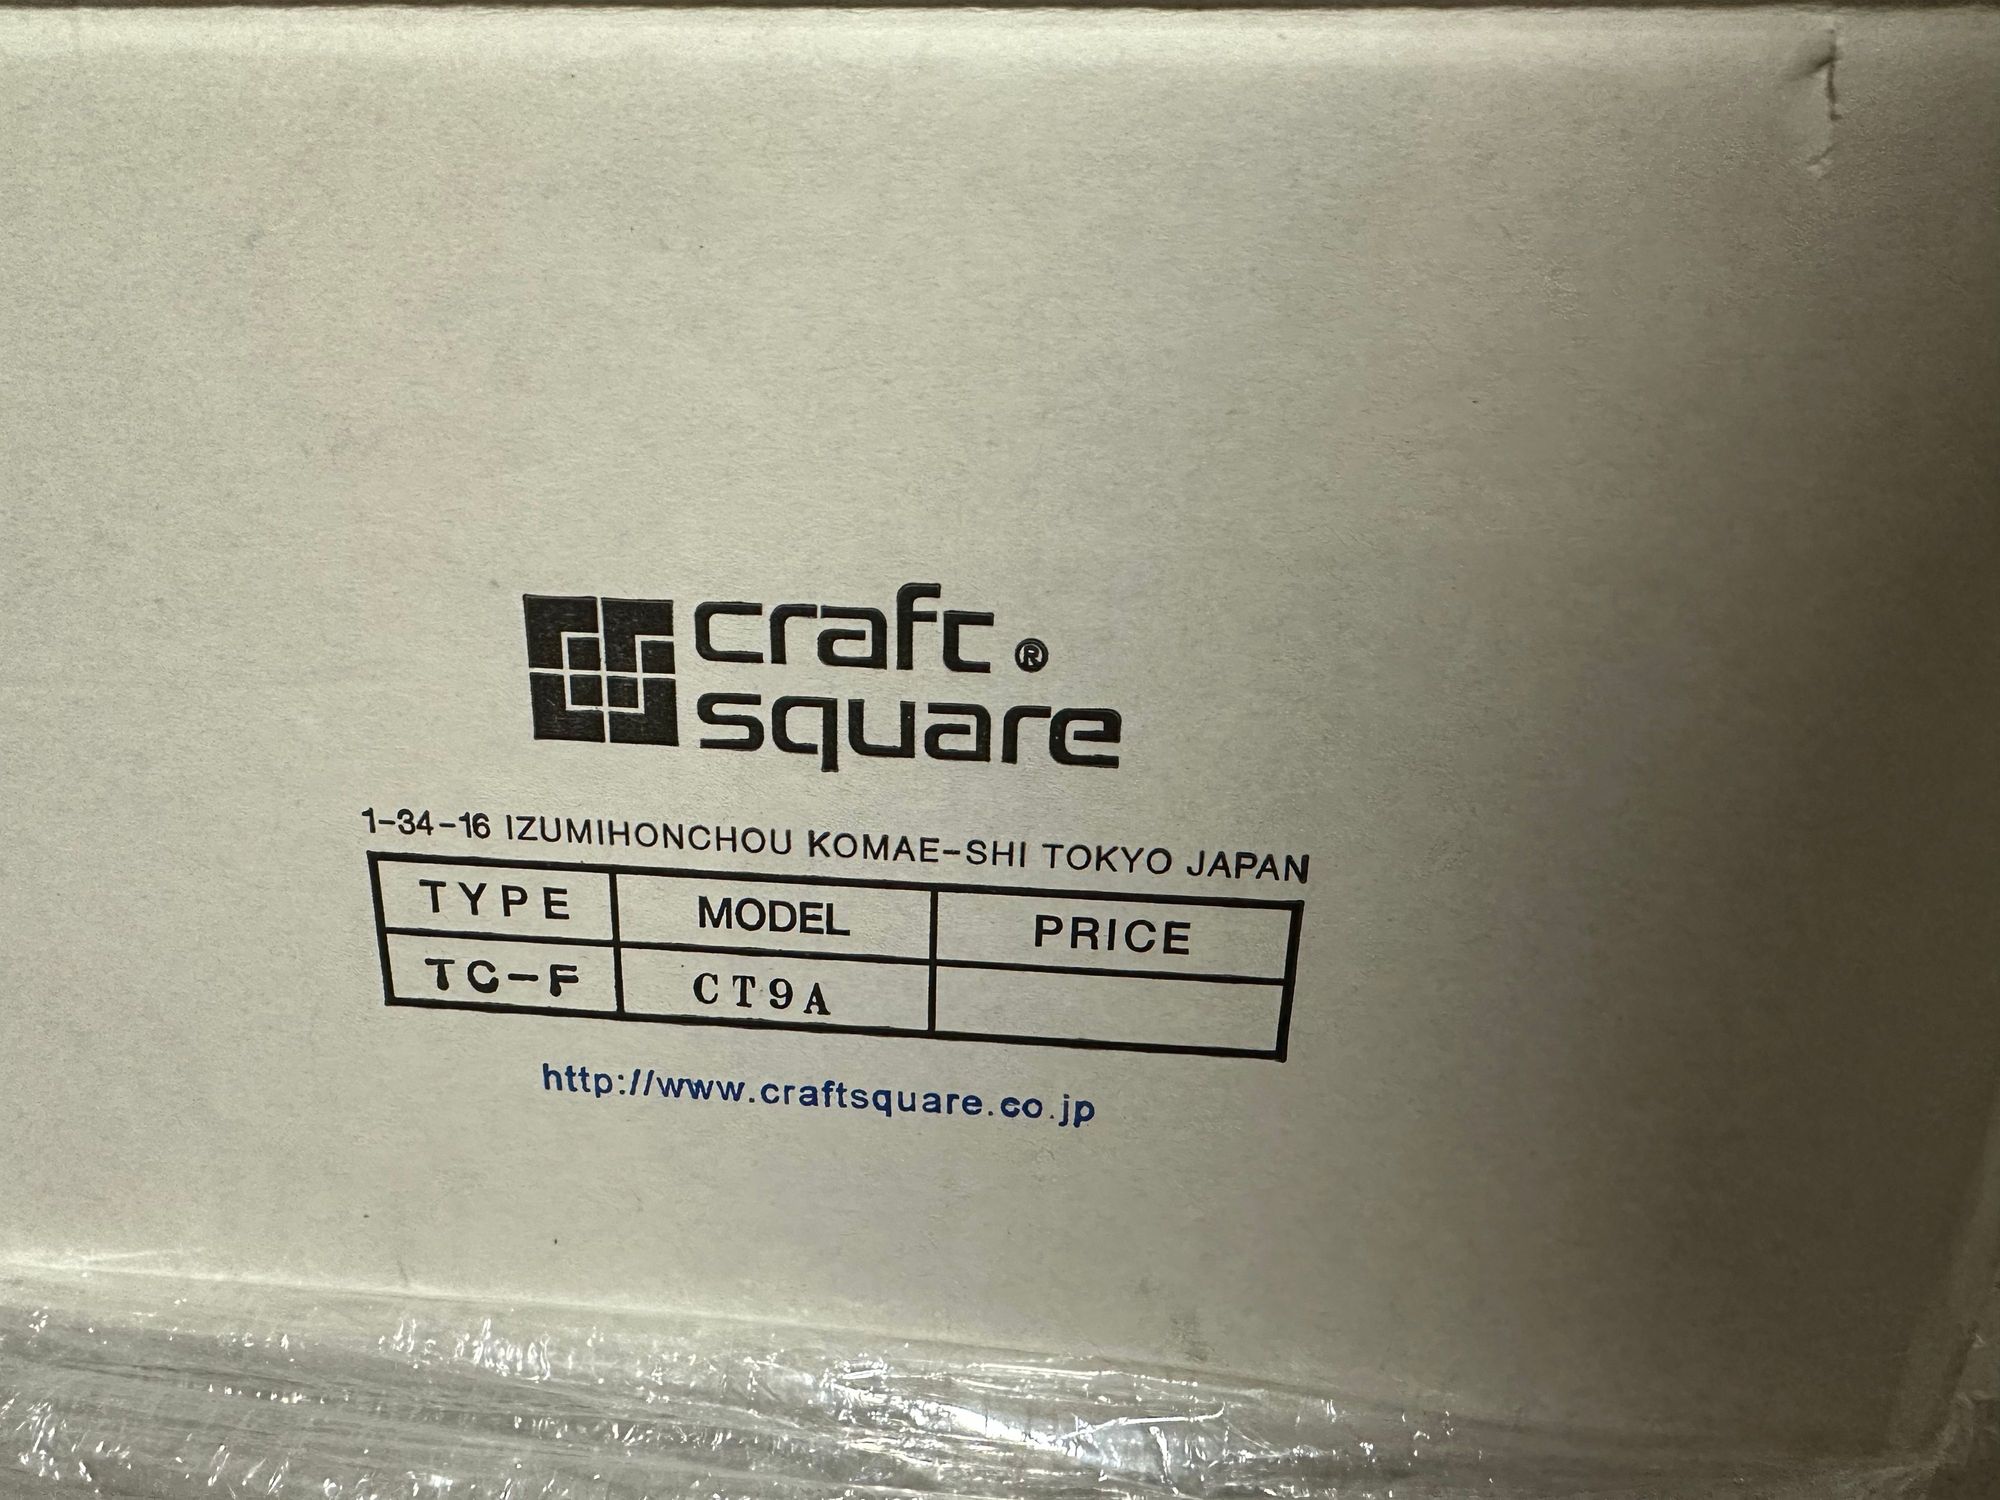 craft ®
square
1-34-16 IZUMIHONCHOU KOMAE-SHI TOKYO JAPAN
TYPE MODEL PRICE
TC-F CT9A
http://www.craftsquare.co.jp